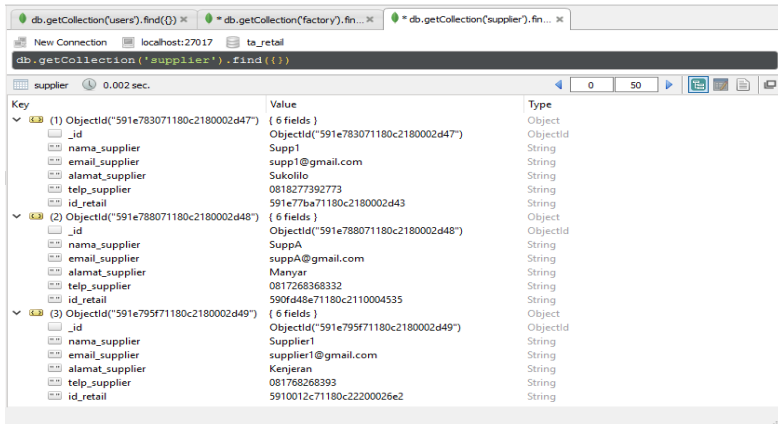 db.getCollection('users').find({}) × * db.getCollection('factory').fin... × * db.getCollection('supplier').fin... ×
New Connection localhost:27017 ta_retail
db.getCollection('supplier').find({})
supplier 0.002 sec. 0 50
Key Value Type
(1) ObjectId("591e783071180c2180002d47") { 6 fields } Object
_id ObjectId("591e783071180c2180002d47") ObjectId
nama_supplier Supp1 String
email_supplier supp1@gmail.com String
alamat_supplier Sukolilo String
telp_supplier 0818277392773 String
id_retail 591e77ba71180c2180002d43 String
(2) ObjectId("591e788071180c2180002d48") { 6 fields } Object
_id ObjectId("591e788071180c2180002d48") ObjectId
nama_supplier SuppA String
email_supplier suppA@gmail.com String
alamat_supplier Manyar String
telp_supplier 0817268368332 String
id_retail 590fd48e71180c2110004535 String
(3) ObjectId("591e795f71180c2180002d49") { 6 fields } Object
_id ObjectId("591e795f71180c2180002d49") ObjectId
nama_supplier Supplier1 String
email_supplier supplier1@gmail.com String
alamat_supplier Kenjeran String
telp_supplier 081768268393 String
id_retail 5910012c71180c22200026e2 String